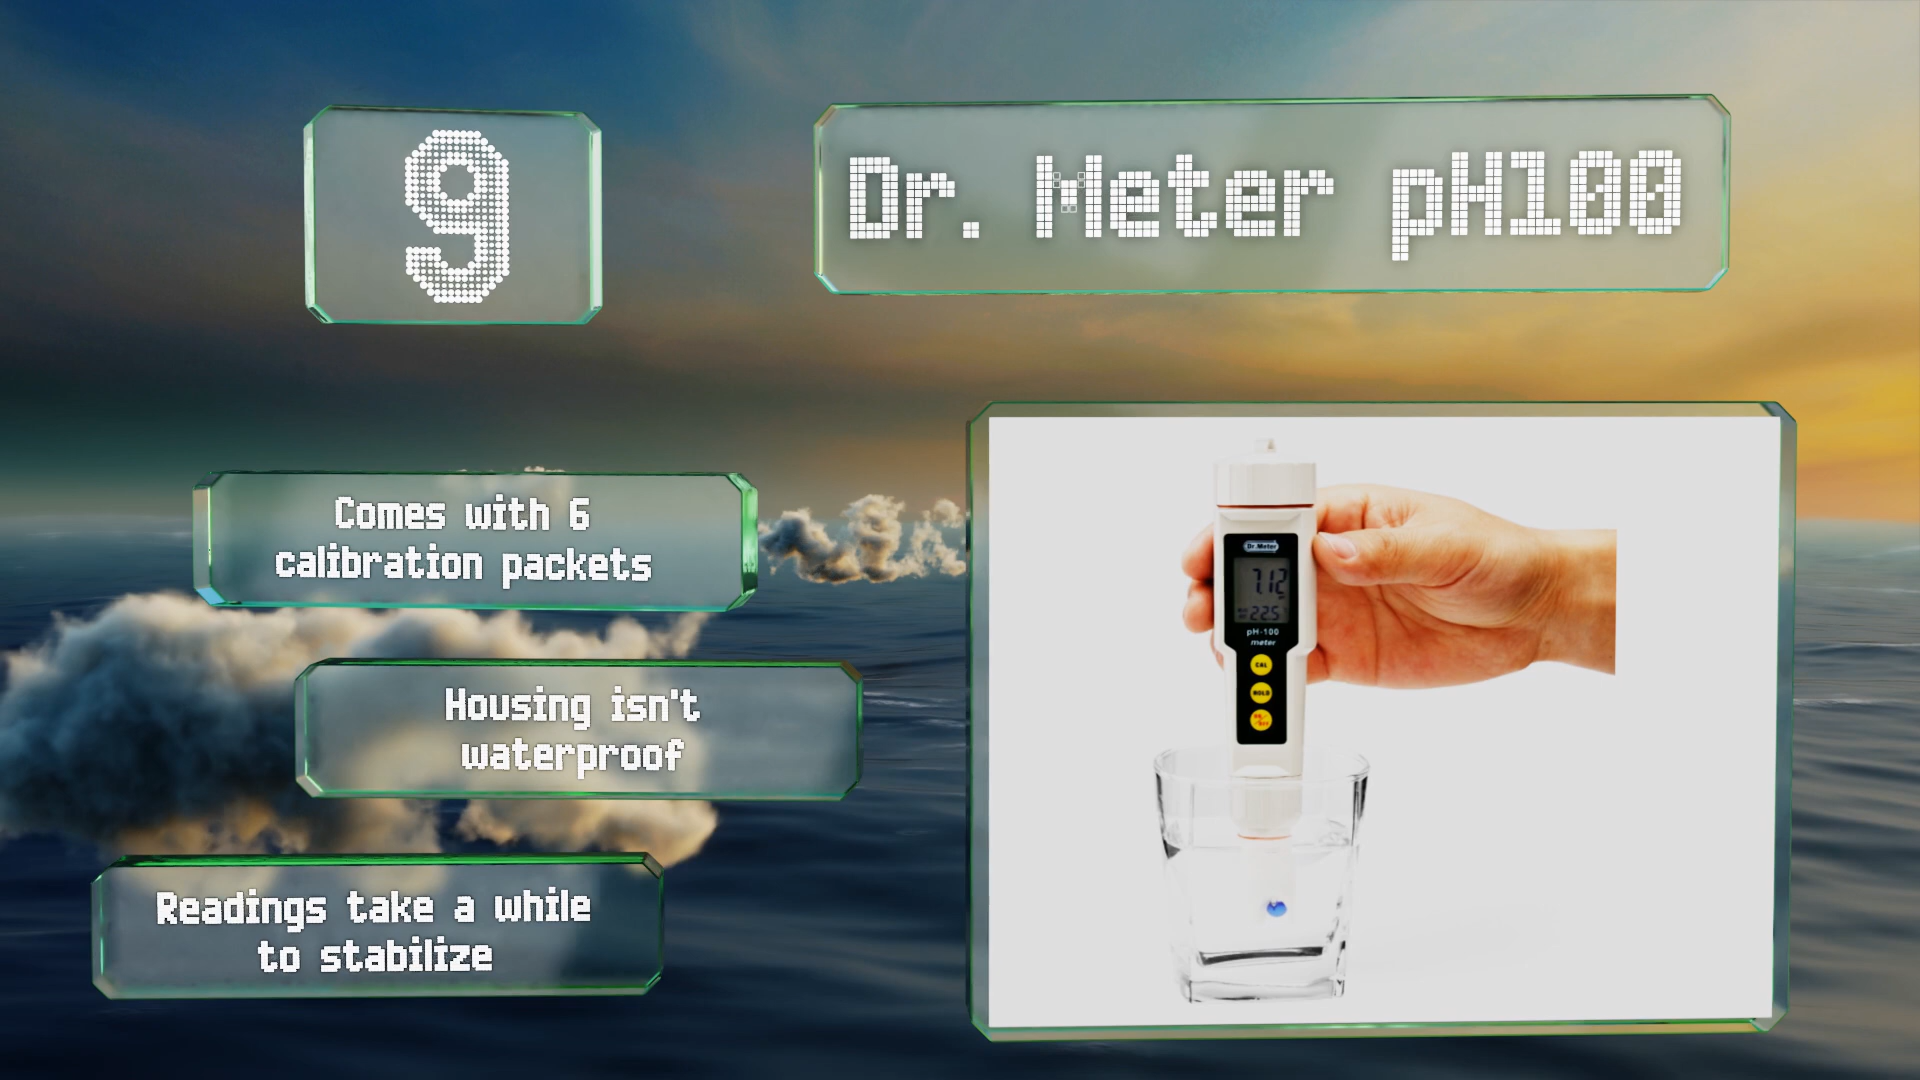 9
Dr. Meter pH100
Comes with 6
calibration packets
Housing isn't
waterproof
Readings take a while
to stabilize
Dr.Meter
7.12
22.5
pH-100
meter
CAL
HOLD